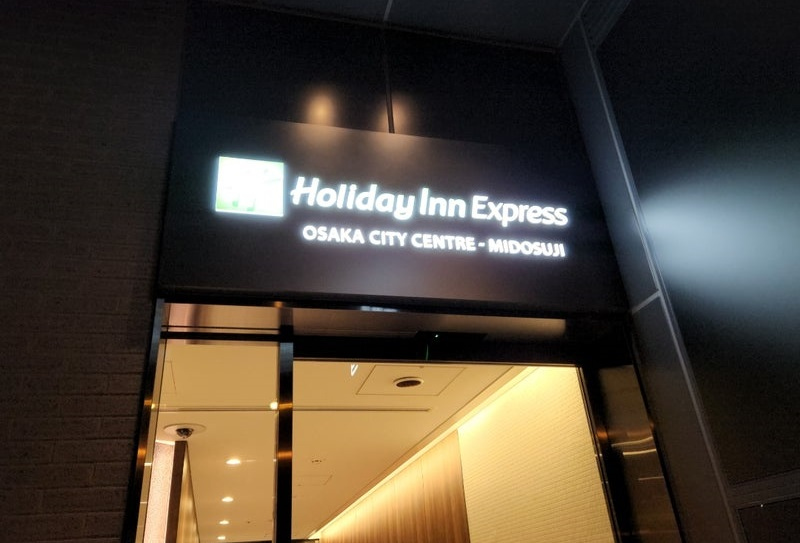 Holiday Inn Express
OSAKA CITY CENTRE - MIDOSUJI